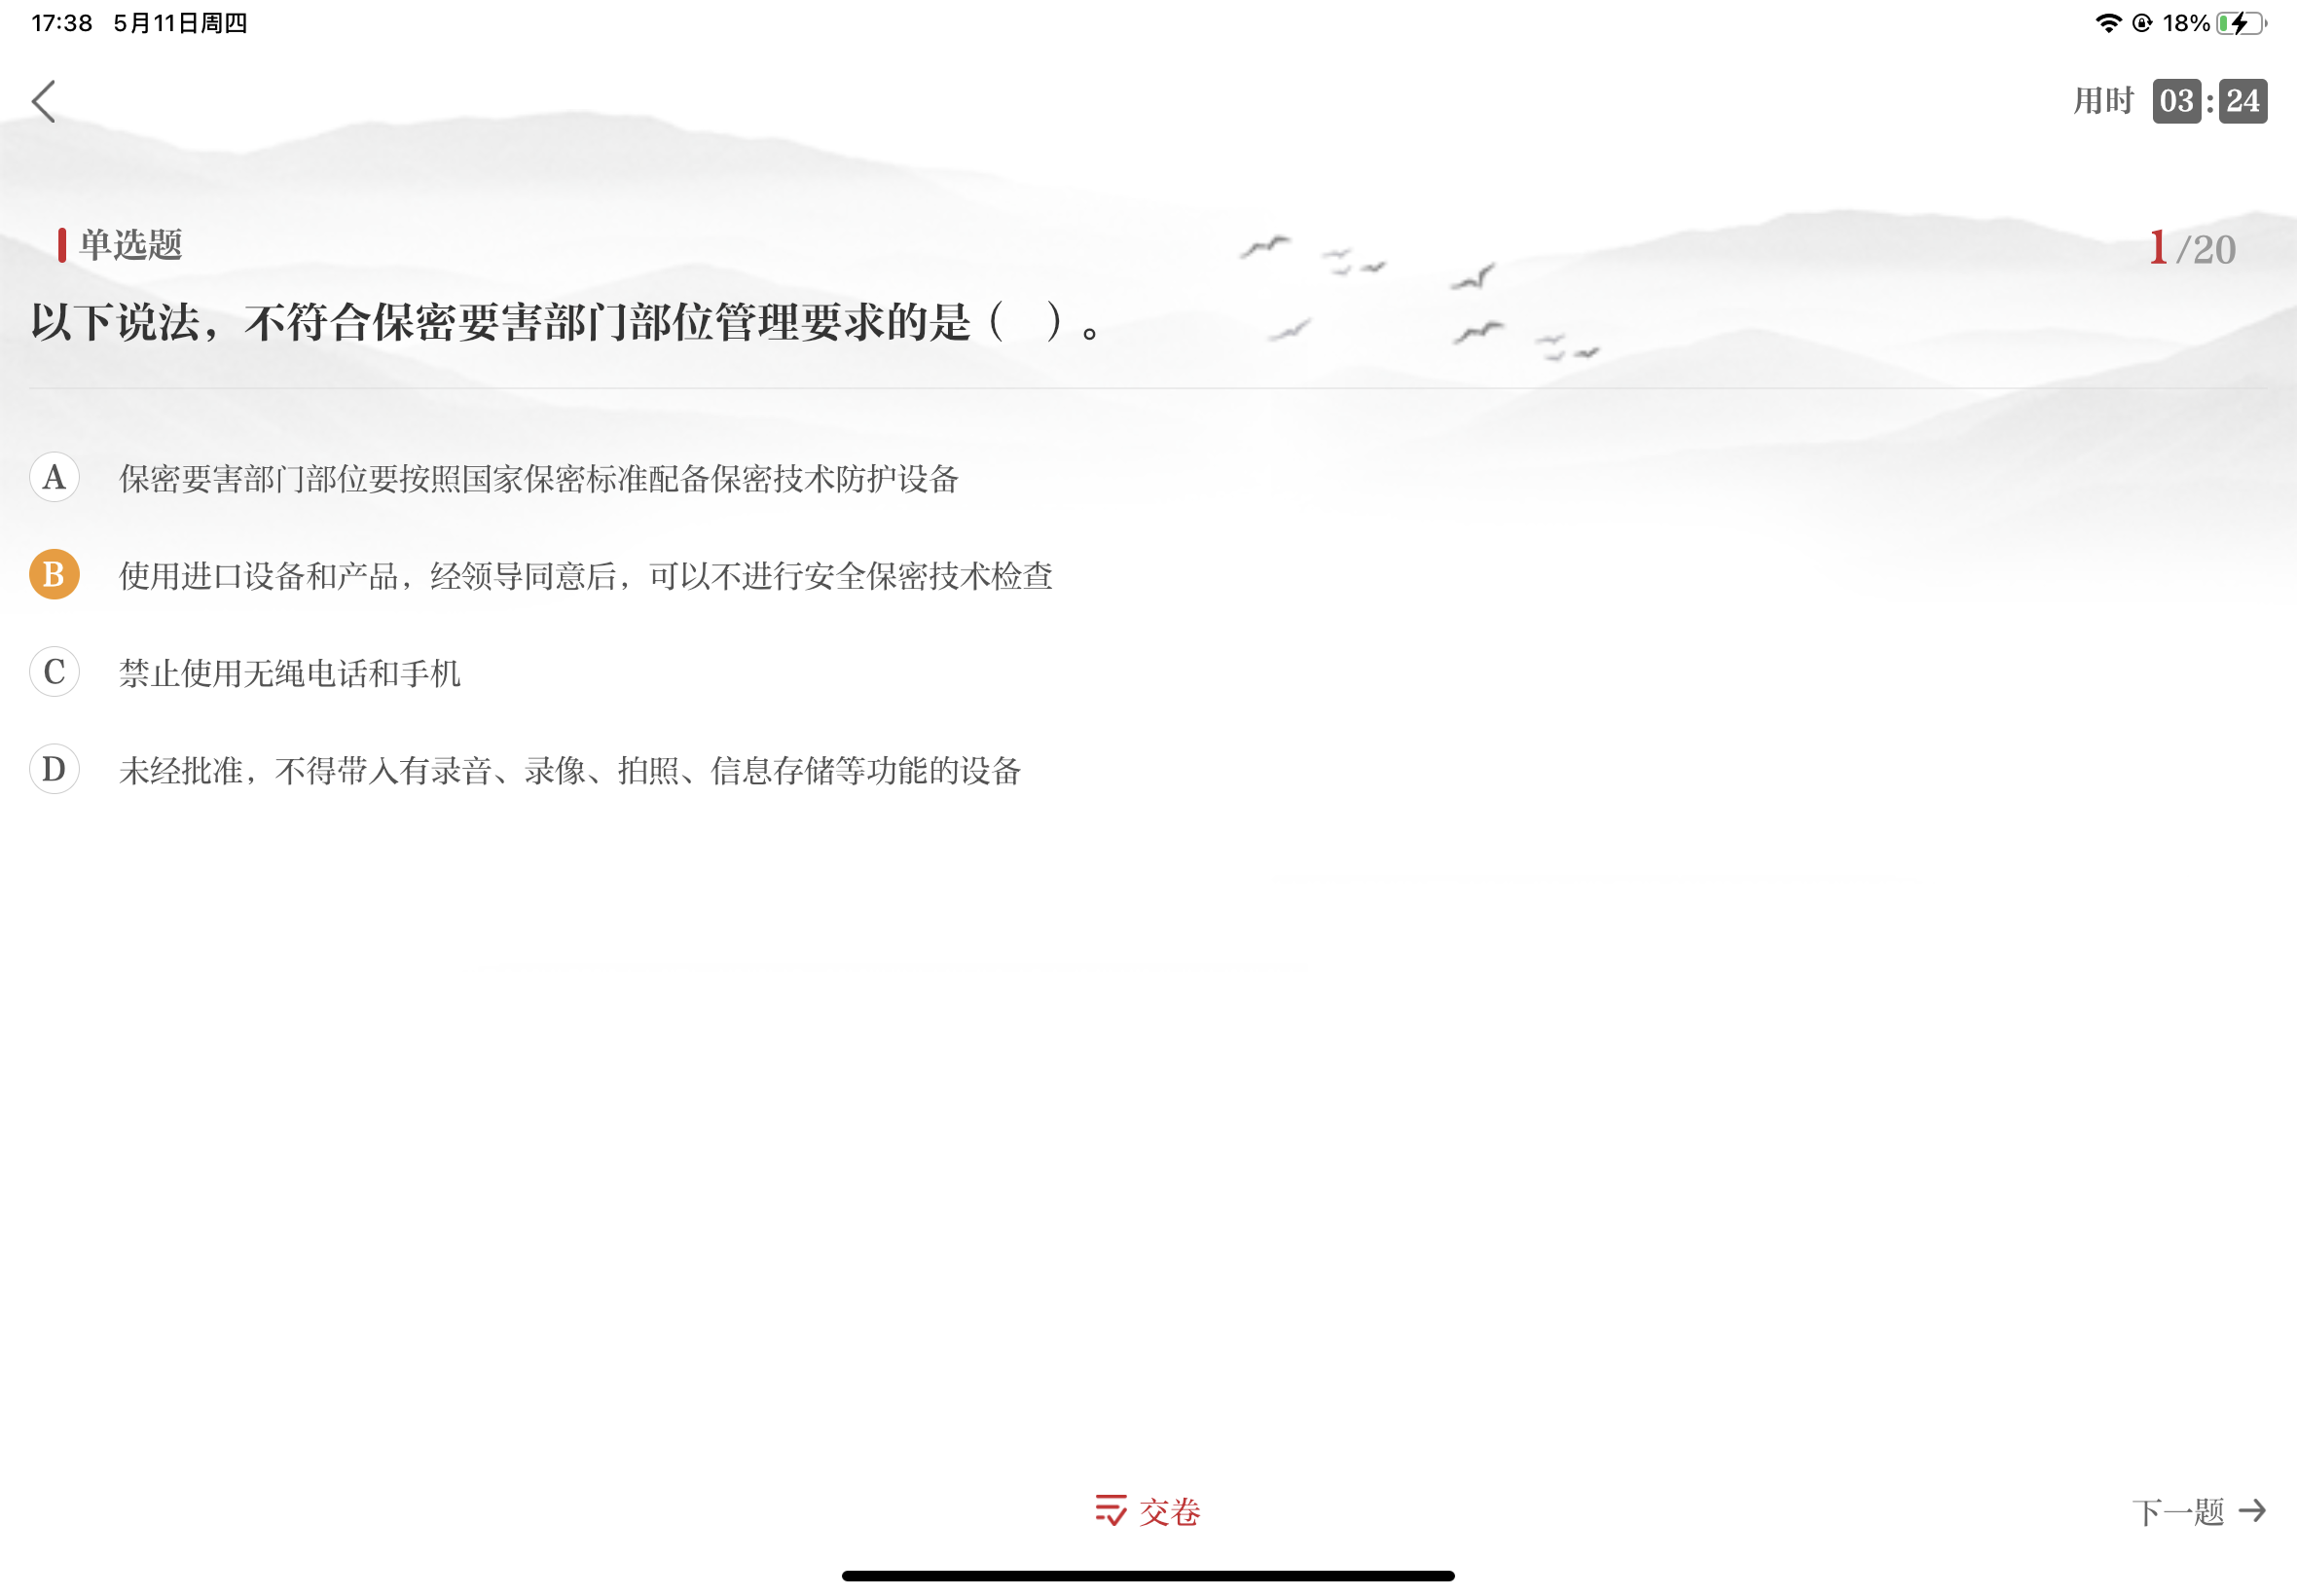 17:38 5月11日周四
18%
用时 03:24
单选题
1/20
以下说法，不符合保密要害部门部位管理要求的是（ ）。
A 保密要害部门部位要按照国家保密标准配备保密技术防护设备
B 使用进口设备和产品，经领导同意后，可以不进行安全保密技术检查
C 禁止使用无绳电话和手机
D 未经批准，不得带入有录音、录像、拍照、信息存储等功能的设备
交卷
下一题